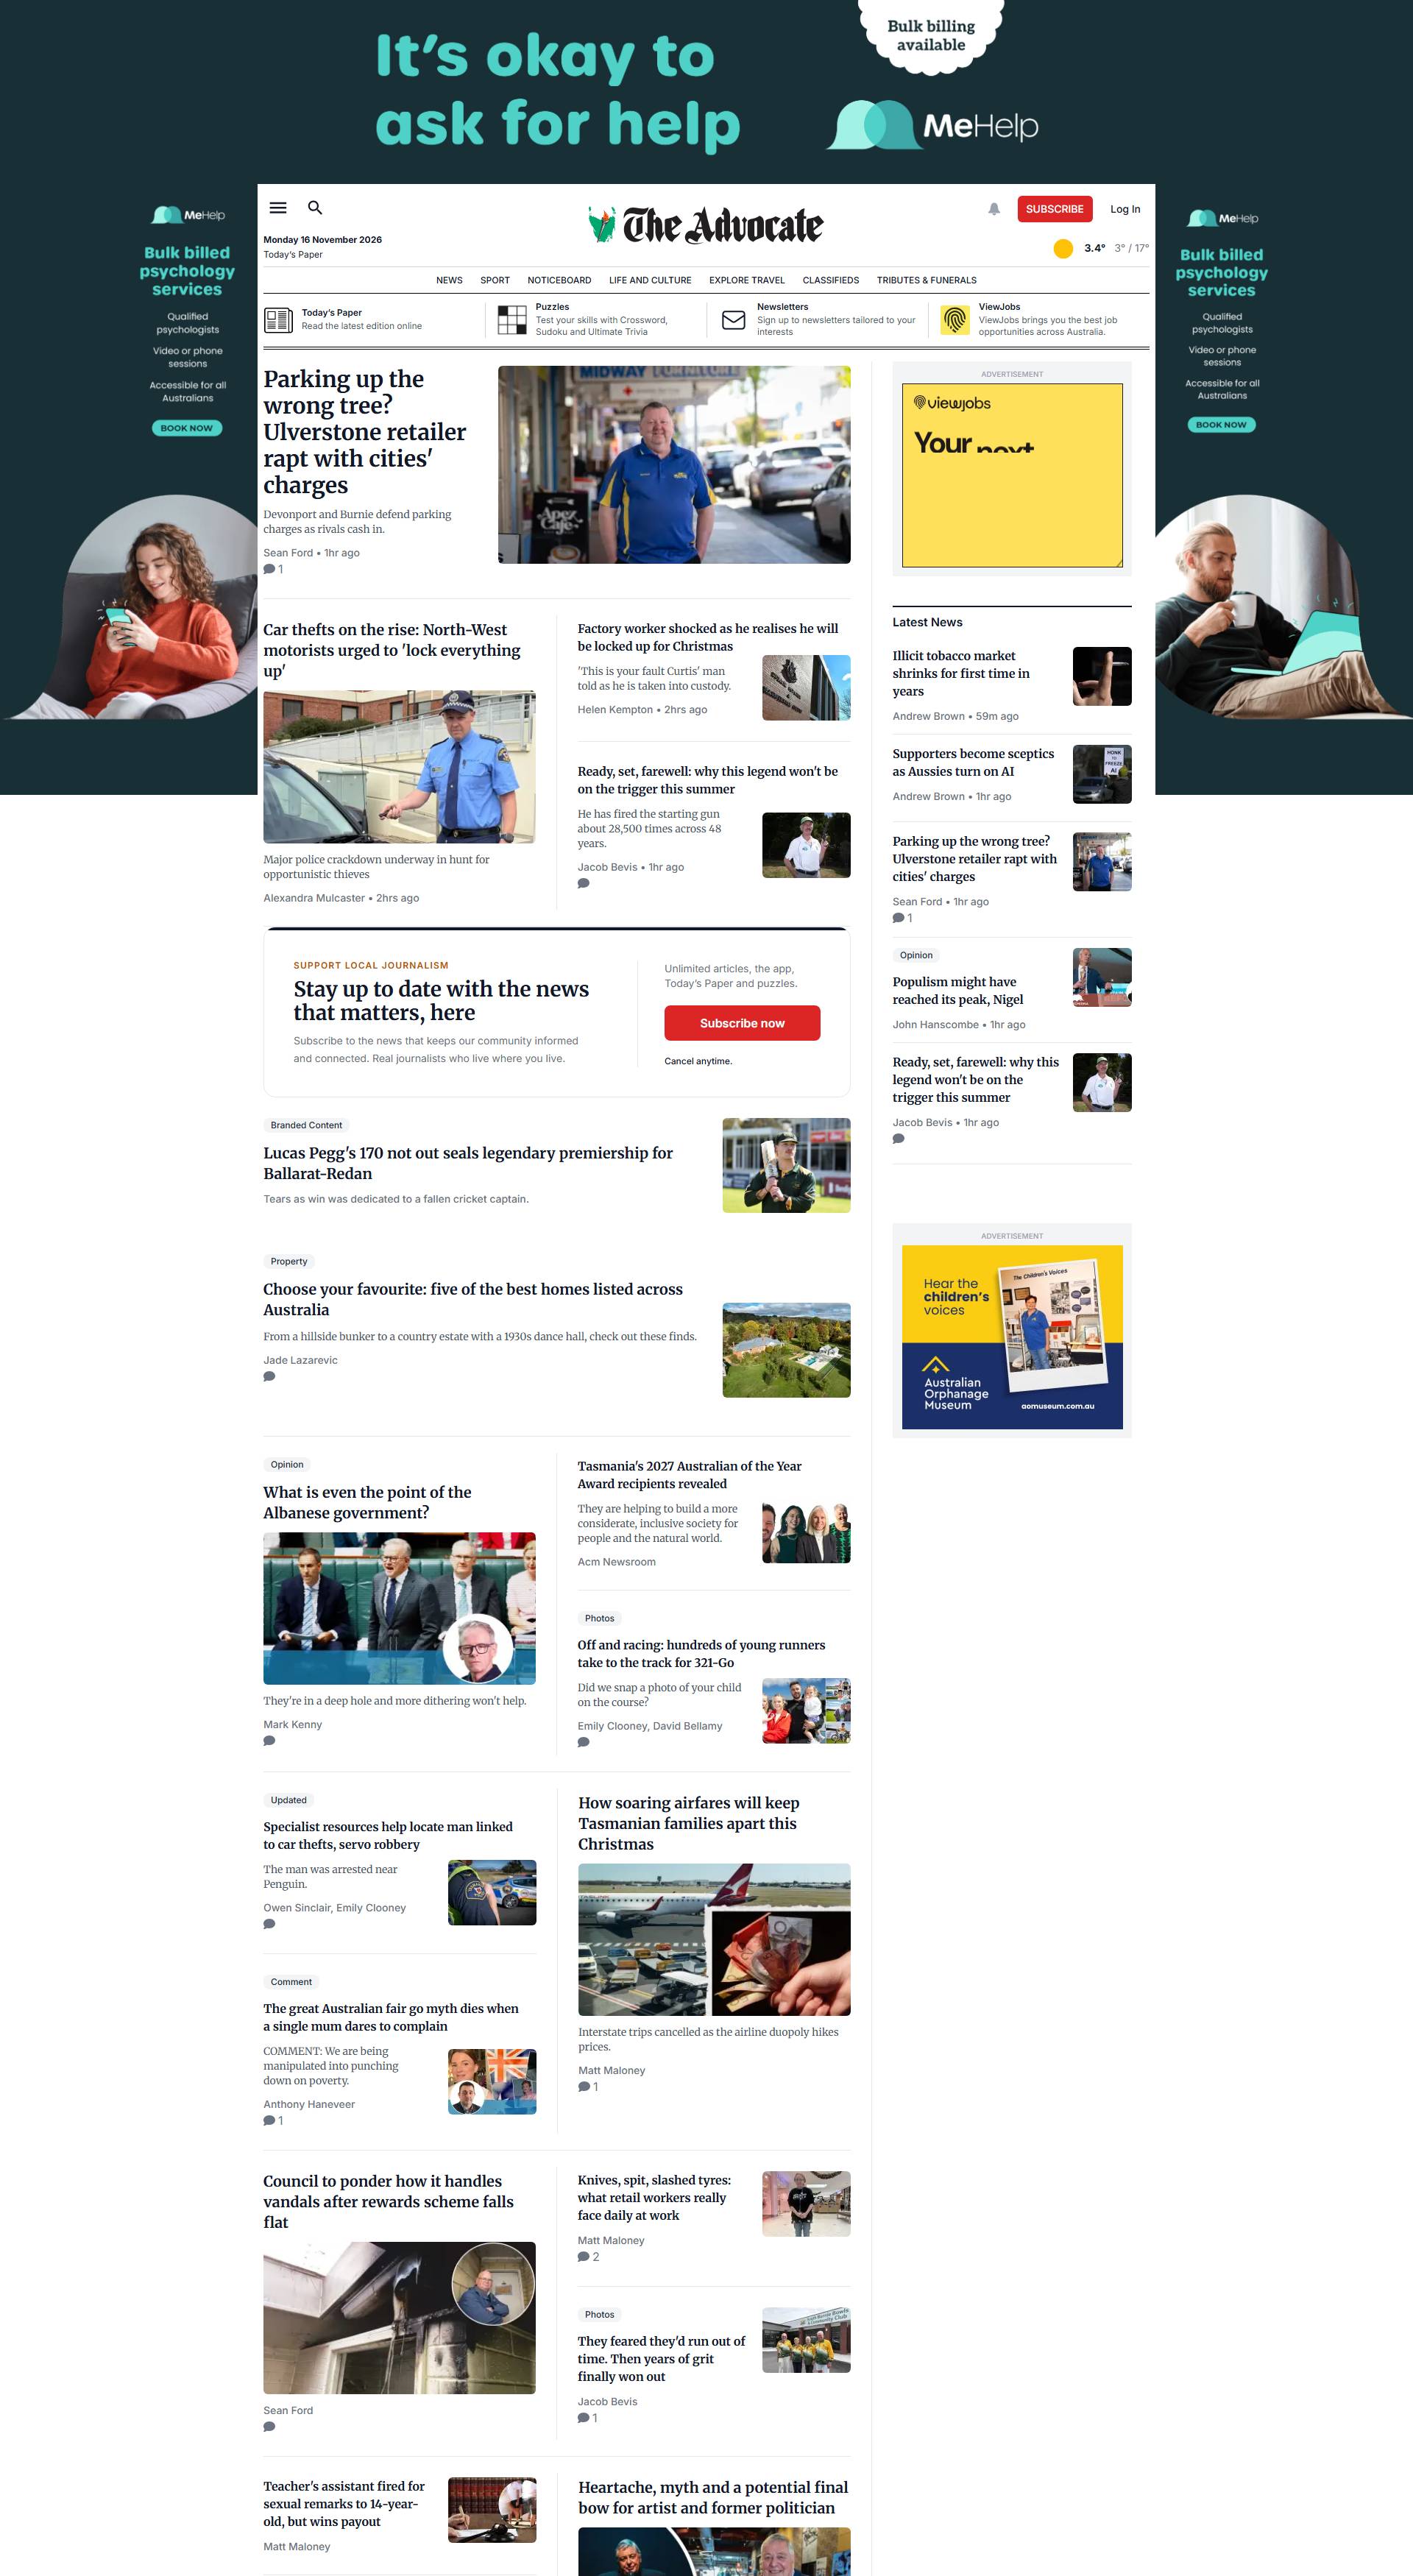 It's okay to
ask for help
Bulk billing
available
MeHelp
MeHelp
Bulk billed
psychology
services
Qualified
psychologists
Video or phone
sessions
Accessible for all
Australians
BOOK NOW
The Advocate
SUBSCRIBE
Log In
Monday 16 November 2026
Today's Paper
3.4° 3° / 17°
NEWS SPORT NOTICEBOARD LIFE AND CULTURE EXPLORE TRAVEL CLASSIFIEDS TRIBUTES & FUNERALS
Today's Paper
Read the latest edition online
Puzzles
Test your skills with Crossword,
Sudoku and Ultimate Trivia
Newsletters
Sign up to newsletters tailored to your
interests
ViewJobs
ViewJobs brings you the best job
opportunities across Australia.
Parking up the
wrong tree?
Ulverstone retailer
rapt with cities'
charges
Devonport and Burnie defend parking
charges as rivals cash in.
Sean Ford • 1hr ago
1
MIDWAY FURNITURE
Apex
Cafe
Car thefts on the rise: North-West
motorists urged to 'lock everything
up'
Major police crackdown underway in hunt for
opportunistic thieves
Alexandra Mulcaster • 2hrs ago
Factory worker shocked as he realises he will
be locked up for Christmas
'This is your fault Curtis' man
told as he is taken into custody.
Helen Kempton • 2hrs ago
Ready, set, farewell: why this legend won't be
on the trigger this summer
He has fired the starting gun
about 28,500 times across 48
years.
Jacob Bevis • 1hr ago
SUPPORT LOCAL JOURNALISM
Stay up to date with the news
that matters, here
Subscribe to the news that keeps our community informed
and connected. Real journalists who live where you live.
Unlimited articles, the app,
Today's Paper and puzzles.
Subscribe now
Cancel anytime.
Branded Content
Lucas Pegg's 170 not out seals legendary premiership for
Ballarat-Redan
Tears as win was dedicated to a fallen cricket captain.
Property
Choose your favourite: five of the best homes listed across
Australia
From a hillside bunker to a country estate with a 1930s dance hall, check out these finds.
Jade Lazarevic
Opinion
What is even the point of the
Albanese government?
They're in a deep hole and more dithering won't help.
Mark Kenny
Tasmania's 2027 Australian of the Year
Award recipients revealed
They are helping to build a more
considerate, inclusive society for
people and the natural world.
Acm Newsroom
Photos
Off and racing: hundreds of young runners
take to the track for 321-Go
Did we snap a photo of your child
on the course?
Emily Clooney, David Bellamy
Updated
Specialist resources help locate man linked
to car thefts, servo robbery
The man was arrested near
Penguin.
Owen Sinclair, Emily Clooney
Comment
The great Australian fair go myth dies when
a single mum dares to complain
COMMENT: We are being
manipulated into punching
down on poverty.
Anthony Haneveer
1
How soaring airfares will keep
Tasmanian families apart this
Christmas
Interstate trips cancelled as the airline duopoly hikes
prices.
Matt Maloney
1
Council to ponder how it handles
vandals after rewards scheme falls
flat
Sean Ford
Knives, spit, slashed tyres:
what retail workers really
face daily at work
Matt Maloney
2
Photos
They feared they'd run out of
time. Then years of grit
finally won out
Jacob Bevis
1
Teacher's assistant fired for
sexual remarks to 14-year-
old, but wins payout
Matt Maloney
Heartache, myth and a potential final
bow for artist and former politician
ADVERTISEMENT
viewjobs
Your next
Latest News
Illicit tobacco market
shrinks for first time in
years
Andrew Brown • 59m ago
Supporters become sceptics
as Aussies turn on AI
Andrew Brown • 1hr ago
HONK
TO
FREEZE
AI
Parking up the wrong tree?
Ulverstone retailer rapt with
cities' charges
Sean Ford • 1hr ago
1
Opinion
Populism might have
reached its peak, Nigel
John Hanscombe • 1hr ago
Ready, set, farewell: why this
legend won't be on the
trigger this summer
Jacob Bevis • 1hr ago
ADVERTISEMENT
Hear the
children's
voices
The Children's Voices
Australian
Orphanage
Museum
aomuseum.com.au
MeHelp
Bulk billed
psychology
services
Qualified
psychologists
Video or phone
sessions
Accessible for all
Australians
BOOK NOW